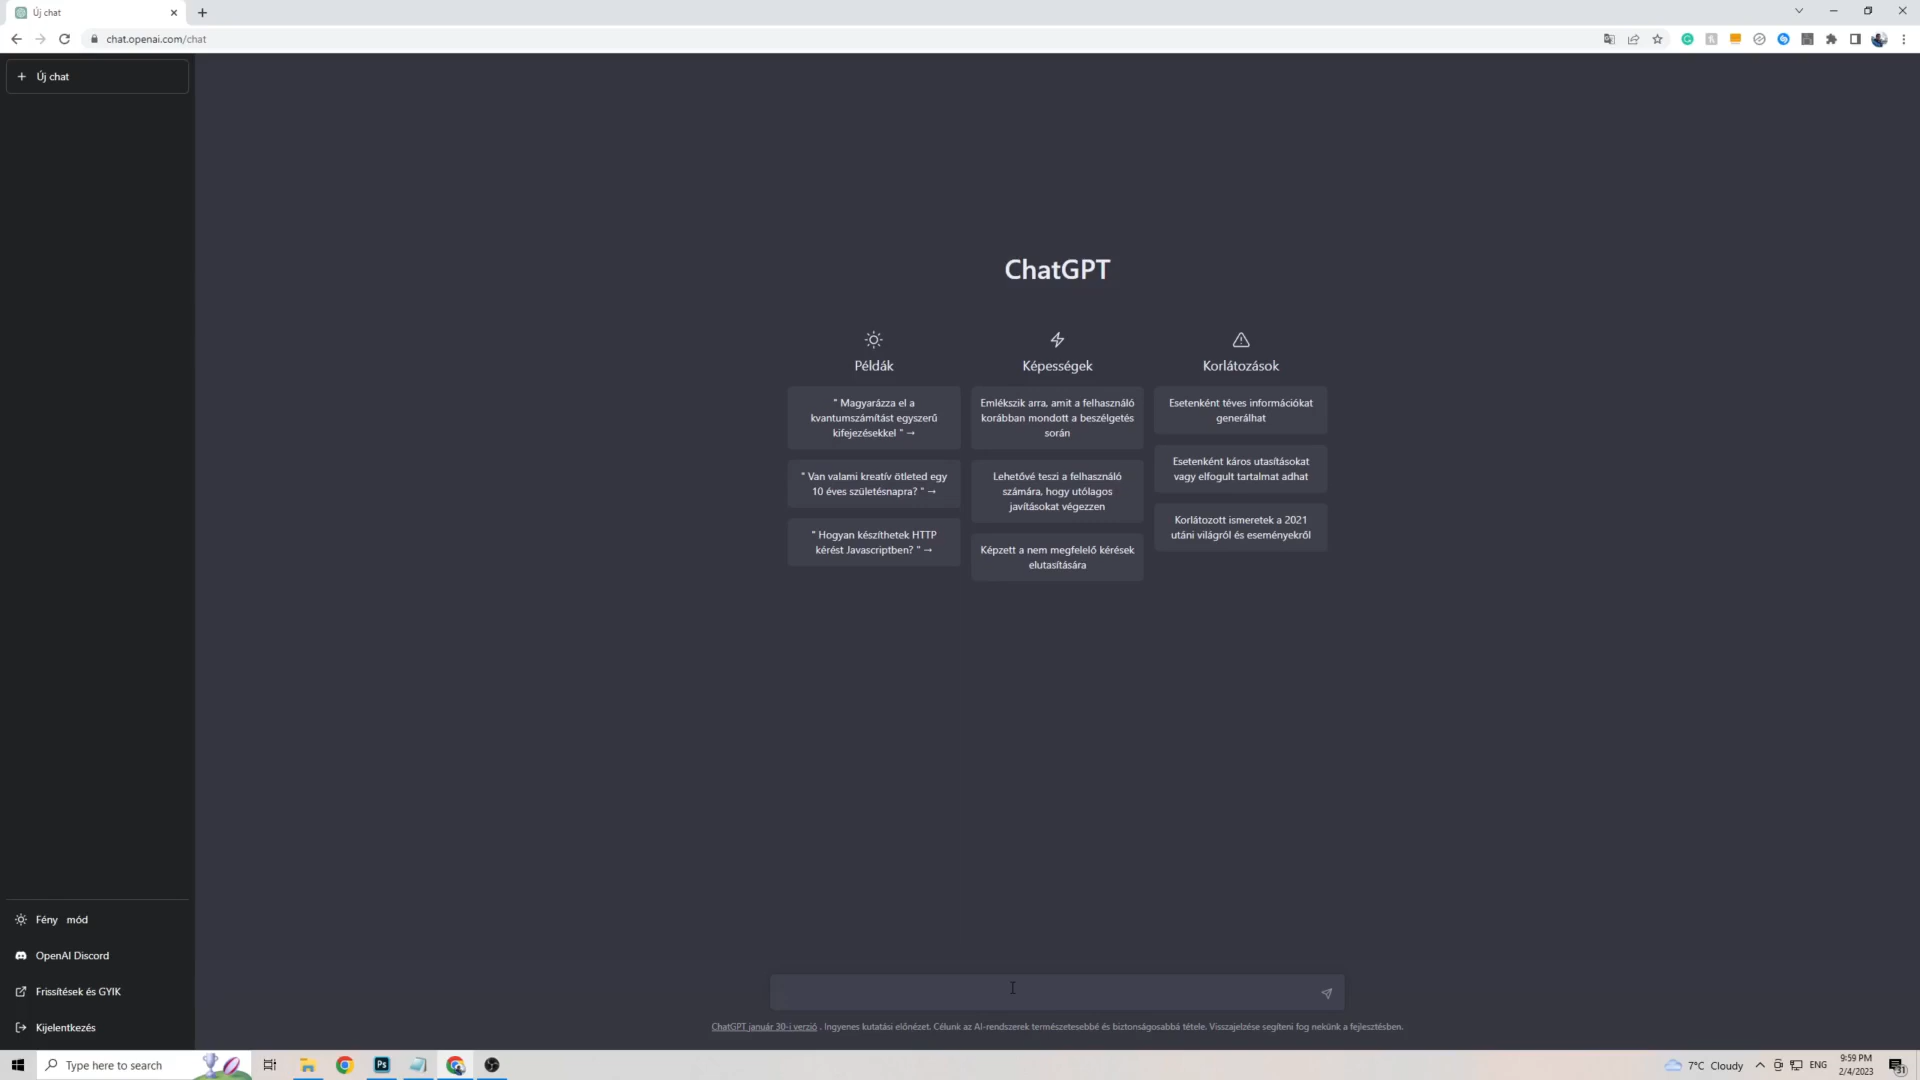 Új chat
chat.openai.com/chat
Új chat
ChatGPT
Példák
" Magyarázza el a
kvantumszámítást egyszerű
kifejezésekkel " →
" Van valami kreatív ötleted egy
10 éves születésnapra? " →
" Hogyan készíthetek HTTP
kérést Javascriptben? " →
Képességek
Emlékszik arra, amit a felhasználó
korábban mondott a beszélgetés
során
Lehetővé teszi a felhasználó
számára, hogy utólagos
javításokat végezzen
Képzett a nem megfelelő kérések
elutasítására
Korlátozások
Esetenként téves információkat
generálhat
Esetenként káros utasításokat
vagy elfogult tartalmat adhat
Korlátozott ismeretek a 2021
utáni világról és eseményekről
Fény mód
OpenAI Discord
Frissítések és GYIK
Kijelentkezés
ChatGPT január 30-i verzió . Ingyenes kutatási előnézet. Célunk az AI-rendszerek természetesebbé és biztonságosabbá tétele. Visszajelzése segíteni fog nekünk a fejlesztésben.
Type here to search
Ps
7°C Cloudy
ENG
9:59 PM
2/4/2023
31